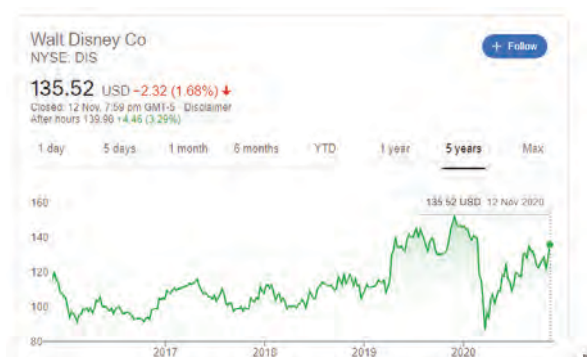 Walt Disney Co
NYSE: DIS
+ Follow
135.52 USD −2.32 (1.68%) ↓
Closed: 12 Nov, 7:59 pm GMT-5 · Disclaimer
After hours 139.98 +4.46 (3.29%)
1 day 5 days 1 month 6 months YTD 1 year 5 years Max
135.52 USD 12 Nov 2020
160
140
120
100
80
2017 2018 2019 2020